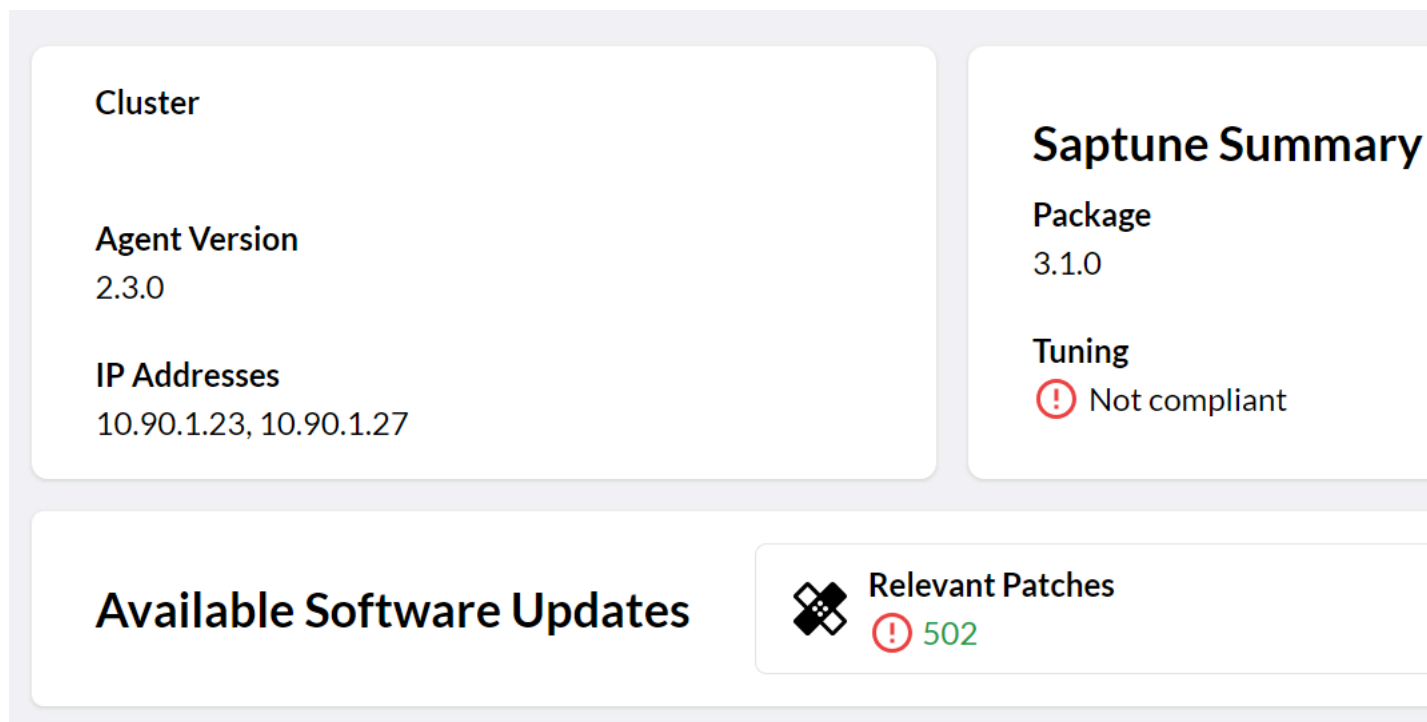 Cluster
Agent Version
2.3.0
IP Addresses
10.90.1.23, 10.90.1.27
Saptune Summary
Package
3.1.0
Tuning
Not compliant
Available Software Updates
Relevant Patches
502